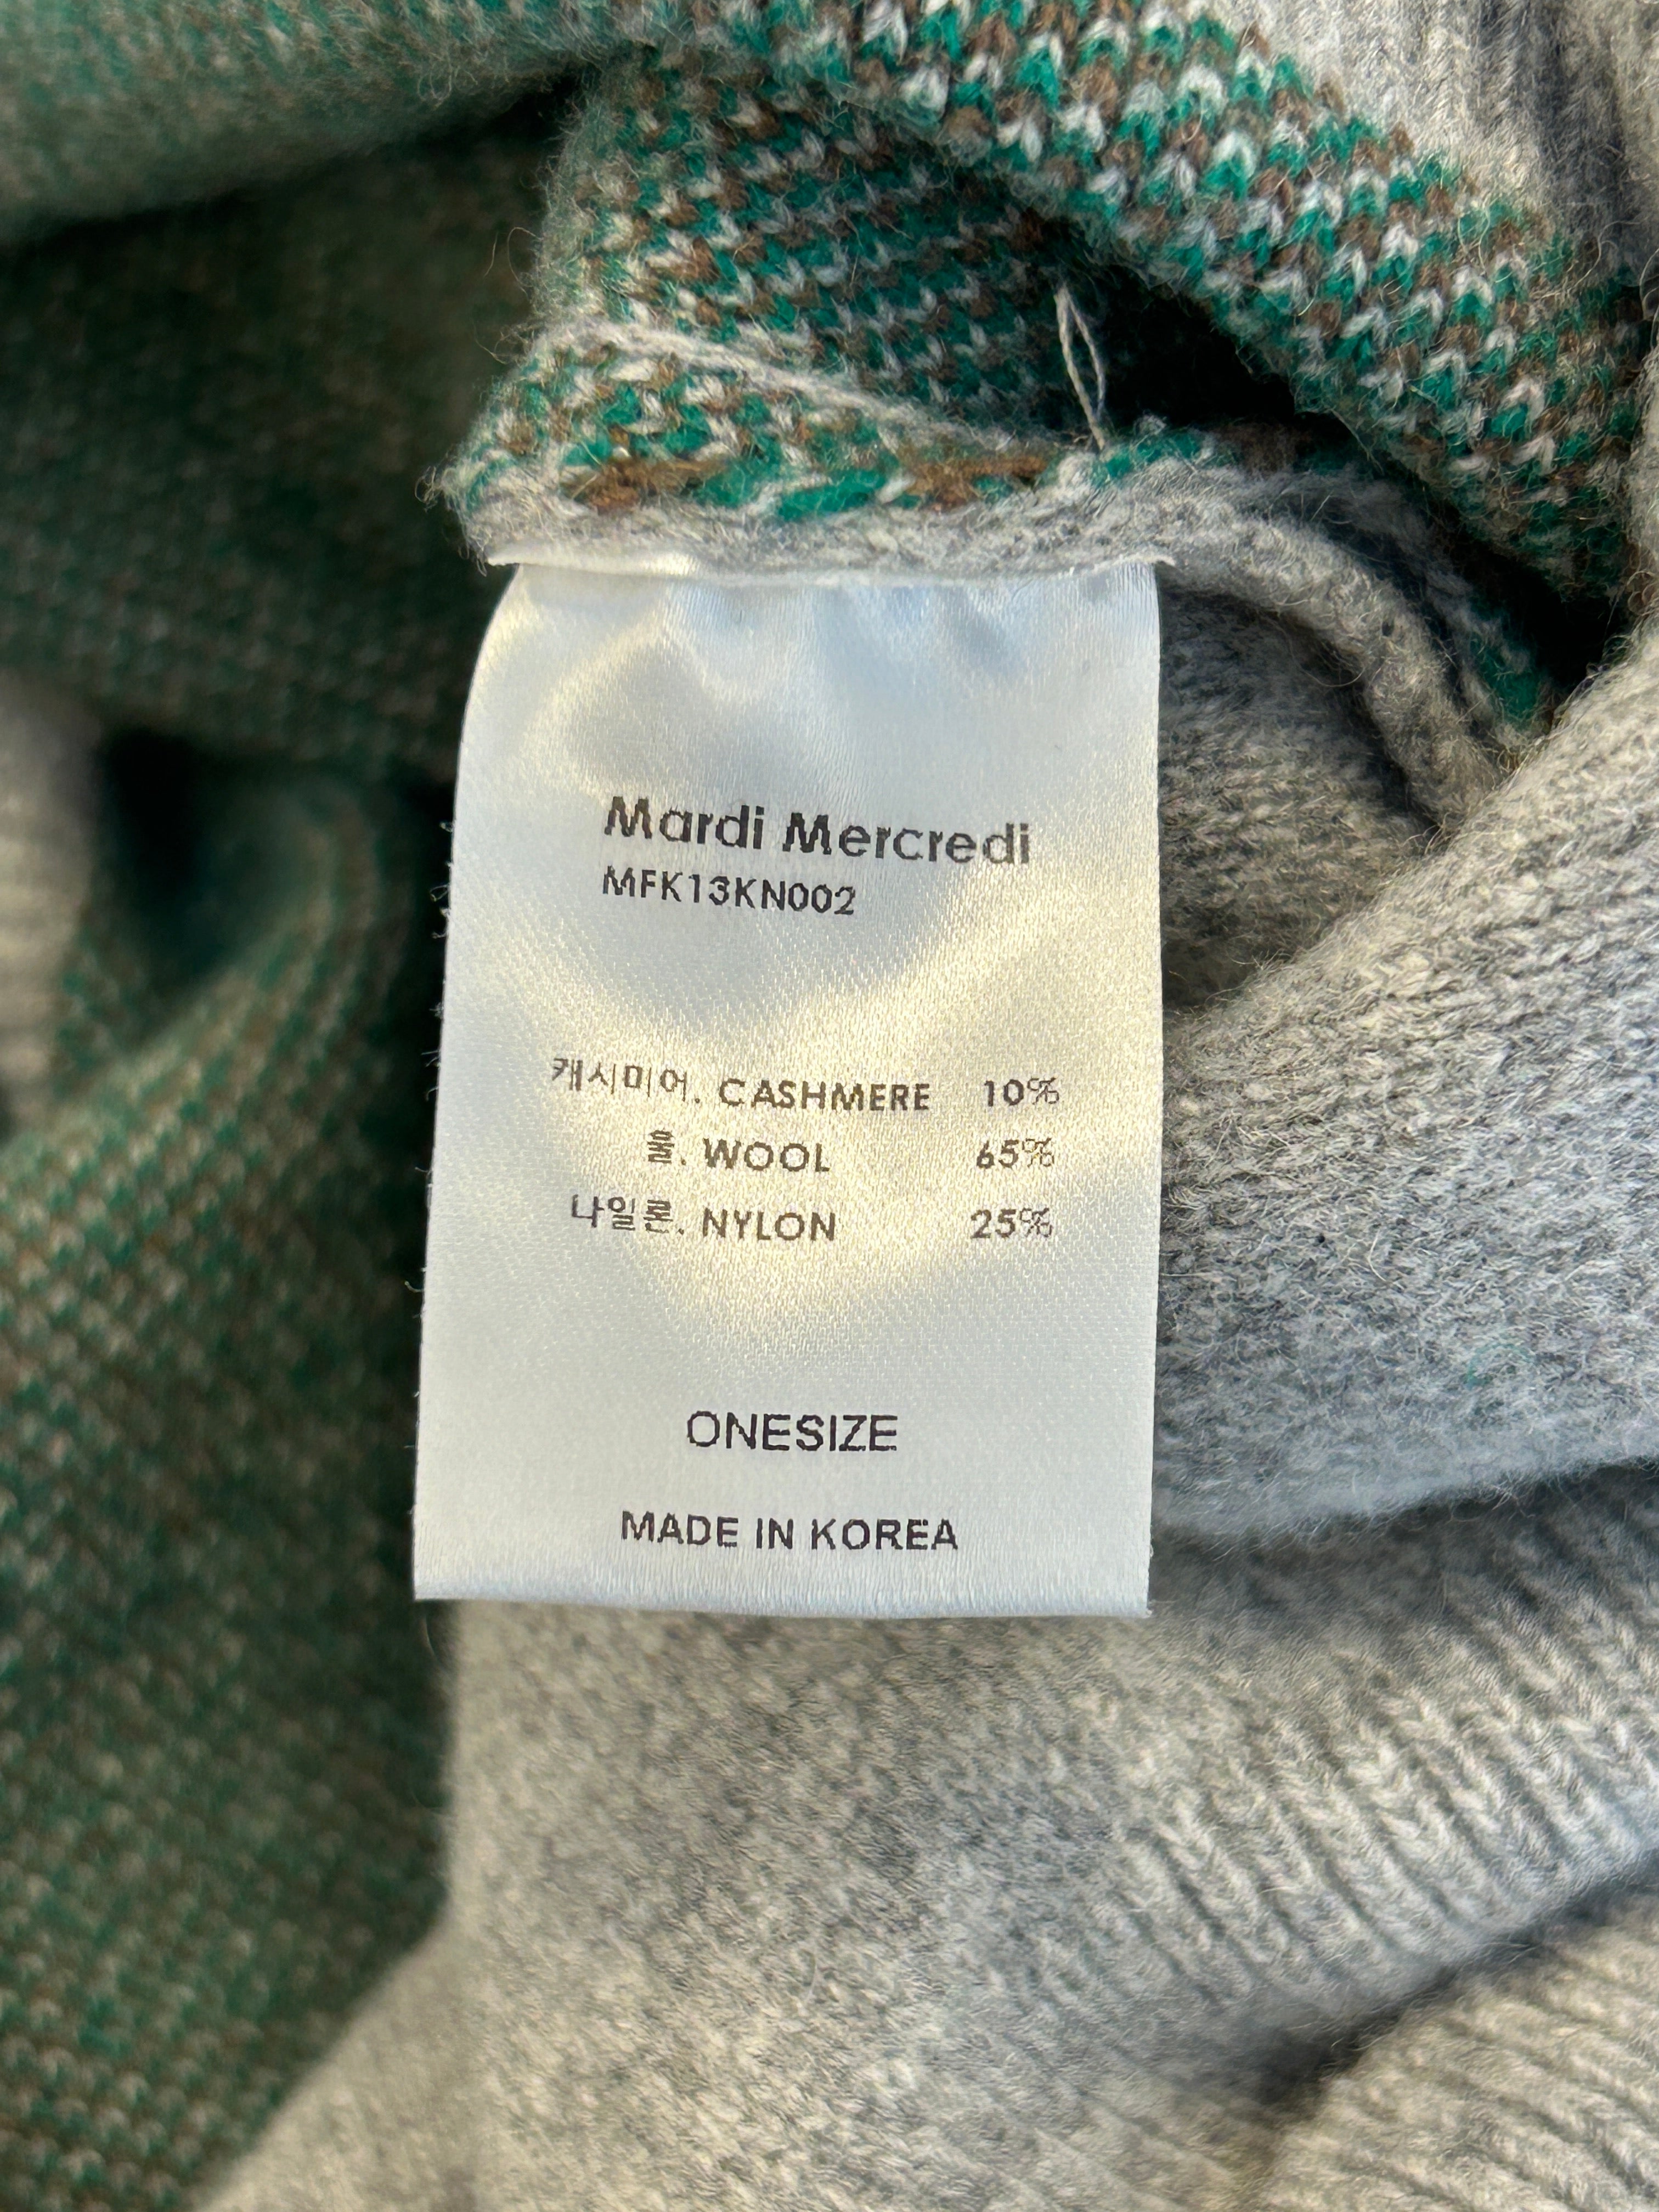 Mardi Mercredi
MFK13KN002
캐시미어. CASHMERE 10%
울. WOOL 65%
나일론. NYLON 25%
ONESIZE
MADE IN KOREA